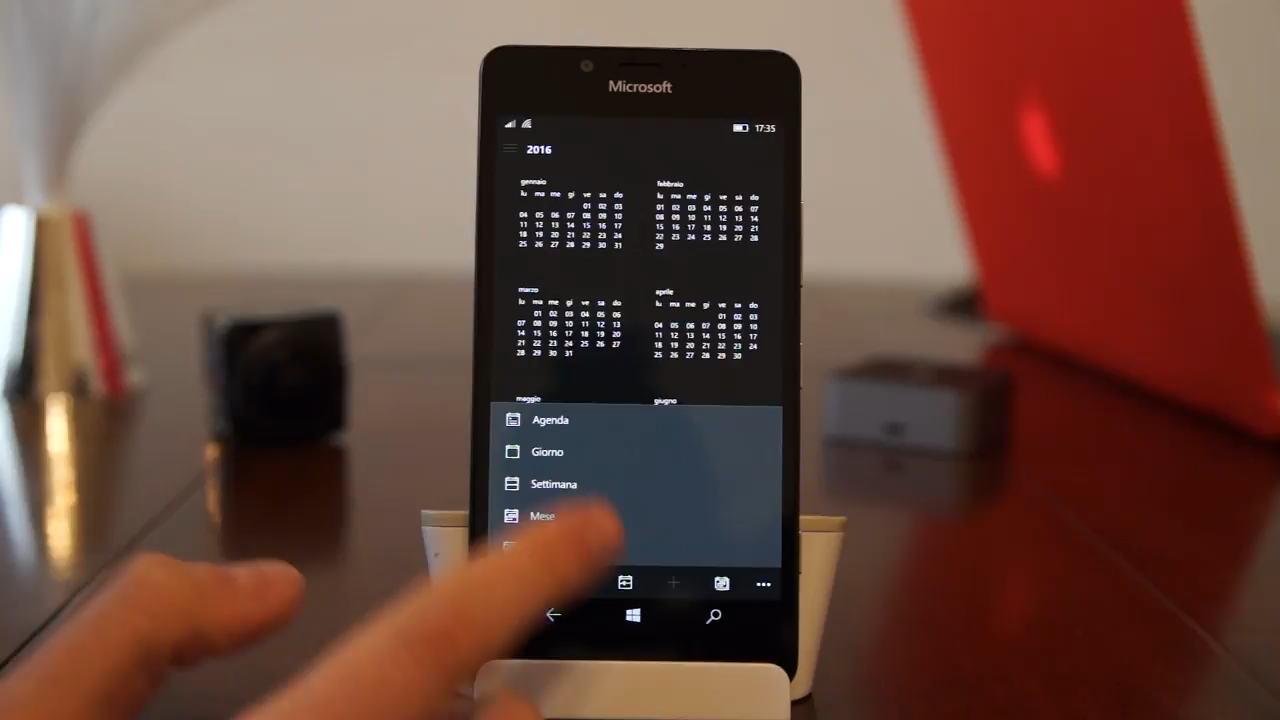 Microsoft
17:35
2016
gennaio
lu ma me gi ve sa do
01 02 03
04 05 06 07 08 09 10
11 12 13 14 15 16 17
18 19 20 21 22 23 24
25 26 27 28 29 30 31
febbraio
lu ma me gi ve sa do
01 02 03 04 05 06 07
08 09 10 11 12 13 14
15 16 17 18 19 20 21
22 23 24 25 26 27 28
29
marzo
lu ma me gi ve sa do
01 02 03 04 05 06
07 08 09 10 11 12 13
14 15 16 17 18 19 20
21 22 23 24 25 26 27
28 29 30 31
aprile
lu ma me gi ve sa do
01 02 03
04 05 06 07 08 09 10
11 12 13 14 15 16 17
18 19 20 21 22 23 24
25 26 27 28 29 30
maggio
giugno
Agenda
Giorno
Settimana
Mese